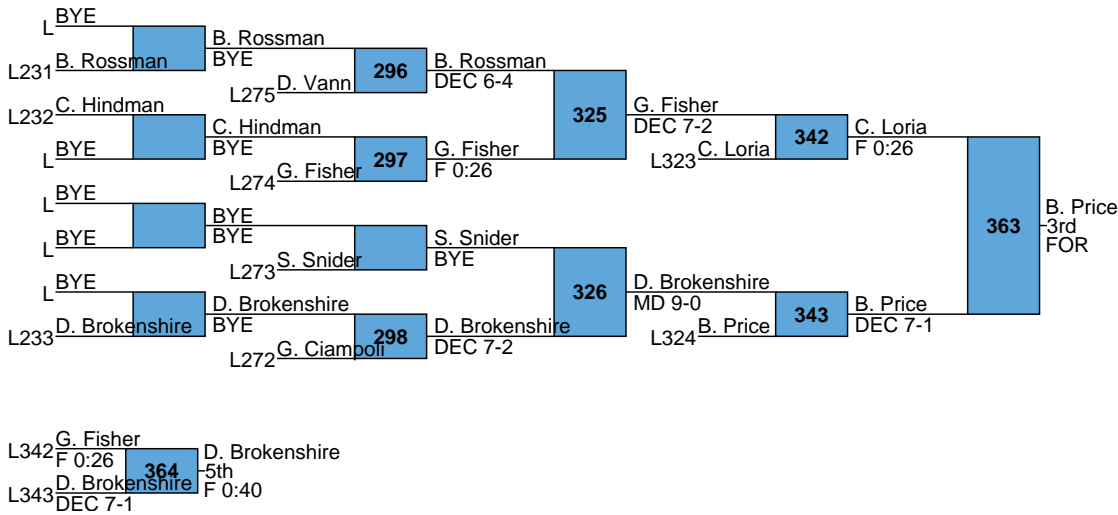 L BYE
B. Rossman
BYE
L231 B. Rossman
296
B. Rossman
DEC 6-4
L275 D. Vann
L232 C. Hindman
C. Hindman
BYE
L BYE
297
G. Fisher
F 0:26
L274 G. Fisher
325
G. Fisher
DEC 7-2
L323 C. Loria
342
C. Loria
F 0:26
L BYE
BYE
BYE
L BYE
S. Snider
BYE
L273 S. Snider
L BYE
D. Brokenshire
BYE
L233 D. Brokenshire
298
D. Brokenshire
DEC 7-2
L272 G. Ciampoli
326
D. Brokenshire
MD 9-0
L324 B. Price
343
B. Price
DEC 7-1
363
B. Price
3rd
FOR
L342 G. Fisher
F 0:26
364
D. Brokenshire
5th
F 0:40
L343 D. Brokenshire
DEC 7-1